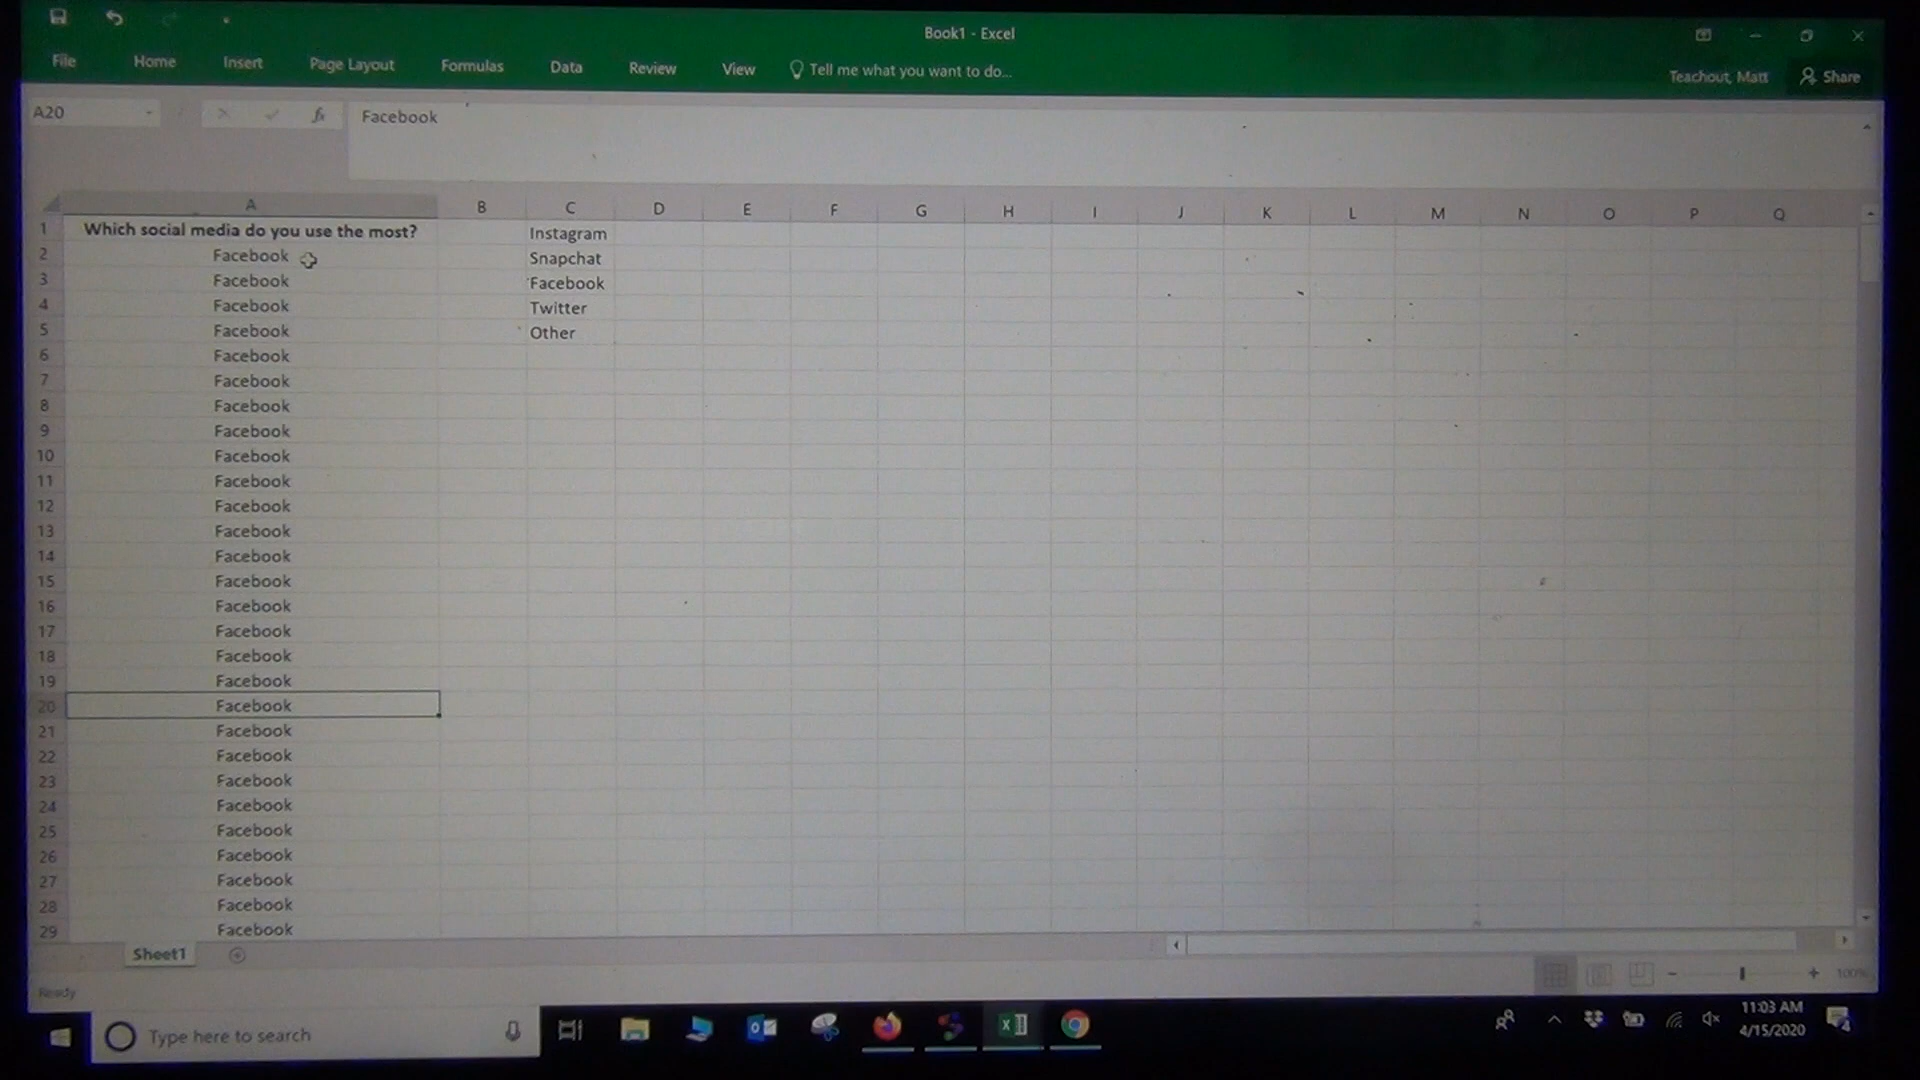 Book1 - Excel
File Home Insert Page Layout Formulas Data Review View Tell me what you want to do... Teachout, Matt Share
A20 fx Facebook
A B C D E F G H I J K L M N O P Q
1 Which social media do you use the most? Instagram
2 Facebook Snapchat
3 Facebook Facebook
4 Facebook Twitter
5 Facebook Other
6 Facebook
7 Facebook
8 Facebook
9 Facebook
10 Facebook
11 Facebook
12 Facebook
13 Facebook
14 Facebook
15 Facebook
16 Facebook
17 Facebook
18 Facebook
19 Facebook
20 Facebook
21 Facebook
22 Facebook
23 Facebook
24 Facebook
25 Facebook
26 Facebook
27 Facebook
28 Facebook
29 Facebook
Sheet1
Ready 100%
Type here to search
11:03 AM
4/15/2020